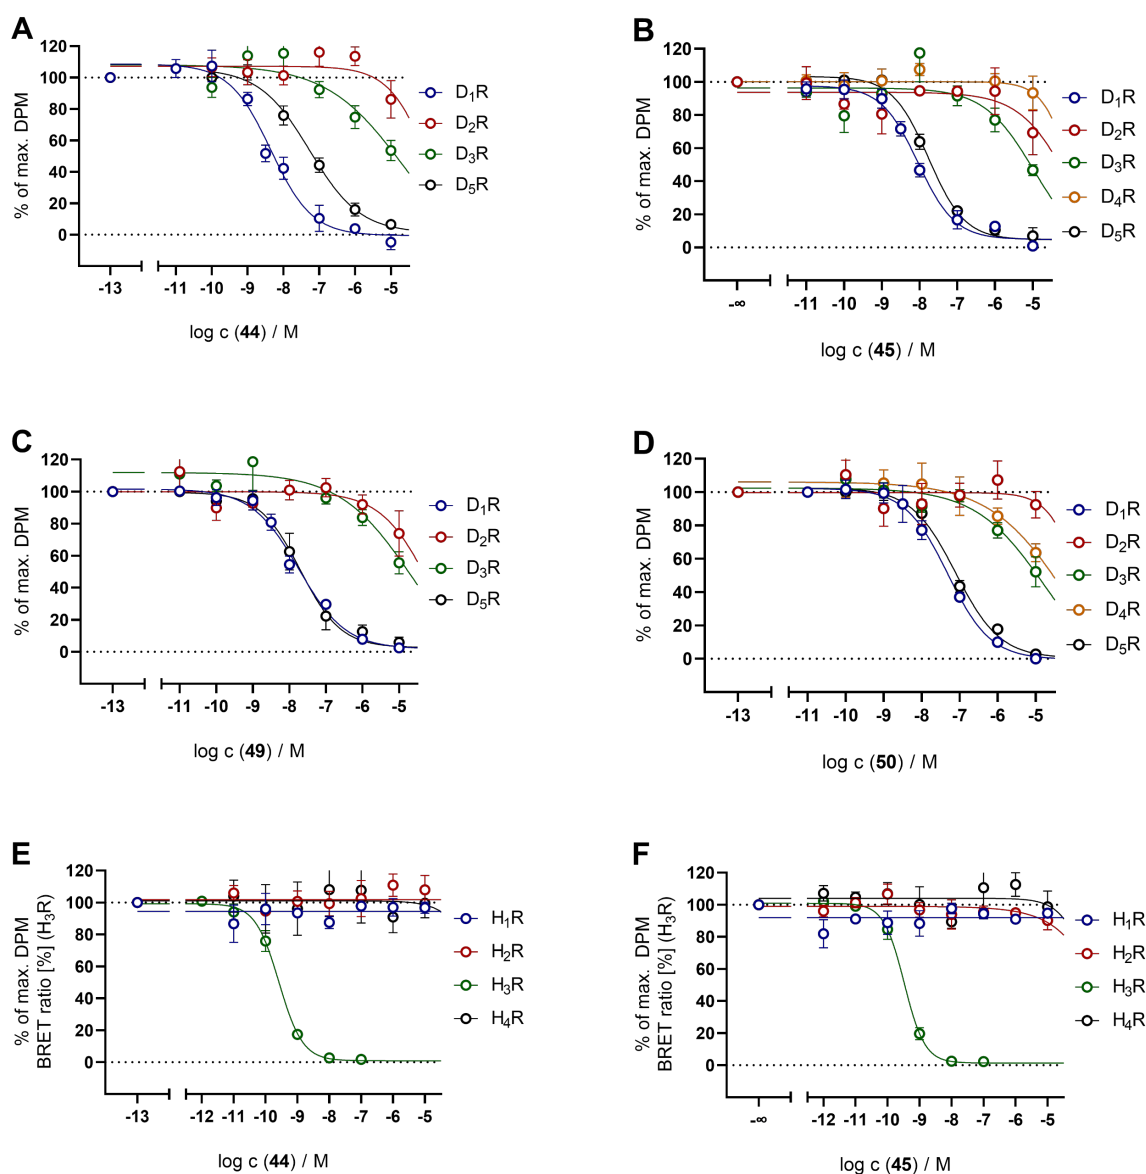 A
120
100
80
60
40
20
0
% of max. DPM
-13 -11 -10 -9 -8 -7 -6 -5
log c (44) / M
D₁R
D₂R
D₃R
D₅R
B
120
100
80
60
40
20
0
% of max. DPM
-∞ -11 -10 -9 -8 -7 -6 -5
log c (45) / M
D₁R
D₂R
D₃R
D₄R
D₅R
C
120
100
80
60
40
20
0
% of max. DPM
-13 -11 -10 -9 -8 -7 -6 -5
log c (49) / M
D₁R
D₂R
D₃R
D₅R
D
120
100
80
60
40
20
0
% of max. DPM
-13 -11 -10 -9 -8 -7 -6 -5
log c (50) / M
D₁R
D₂R
D₃R
D₄R
D₅R
E
120
100
80
60
40
20
0
% of max. DPM
BRET ratio [%] (H₃R)
-13 -12 -11 -10 -9 -8 -7 -6 -5
log c (44) / M
H₁R
H₂R
H₃R
H₄R
F
120
100
80
60
40
20
0
% of max. DPM
BRET ratio [%] (H₃R)
-∞ -12 -11 -10 -9 -8 -7 -6 -5
log c (45) / M
H₁R
H₂R
H₃R
H₄R